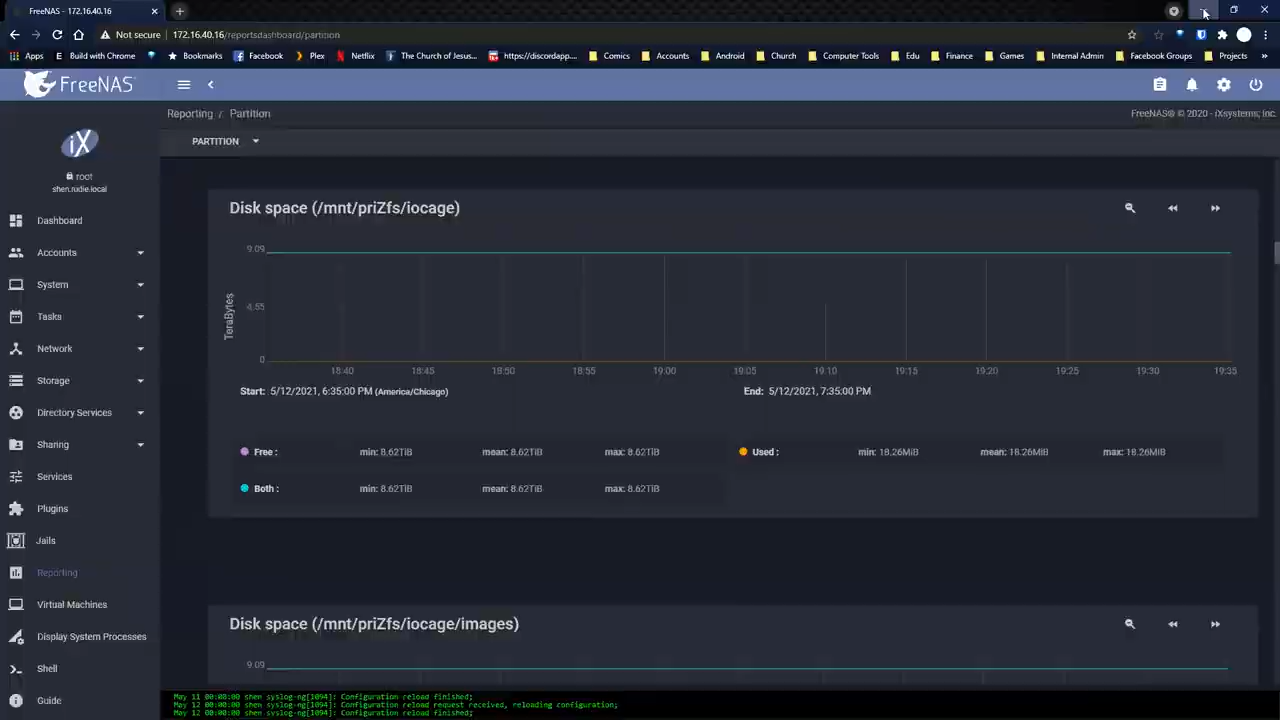 FreeNAS - 172.16.40.16
Not secure 172.16.40.16/reportsdashboard/partition
Apps Build with Chrome Bookmarks Facebook Plex Netflix The Church of Jesus... https://discordapp... Comics Accounts Android Church Computer Tools Edu Finance Games Internal Admin Facebook Groups Projects »
FreeNAS®
Reporting / Partition
FreeNAS® © 2020 - iXsystems, Inc.
iX
root
shen.rudie.local
PARTITION
Dashboard
Accounts
System
Tasks
Network
Storage
Directory Services
Sharing
Services
Plugins
Jails
Reporting
Virtual Machines
Display System Processes
Shell
Guide
Disk space (/mnt/priZfs/iocage)
9.09
4.55
0
TeraBytes
18:40 18:45 18:50 18:55 19:00 19:05 19:10 19:15 19:20 19:25 19:30 19:35
Start: 5/12/2021, 6:35:00 PM (America/Chicago)
End: 5/12/2021, 7:35:00 PM
Free : min: 8.62TiB mean: 8.62TiB max: 8.62TiB
Used : min: 18.26MiB mean: 18.26MiB max: 18.26MiB
Both : min: 8.62TiB mean: 8.62TiB max: 8.62TiB
Disk space (/mnt/priZfs/iocage/images)
9.09
May 11 00:00:00 shen syslog-ng[1094]: Configuration reload finished;
May 12 00:00:00 shen syslog-ng[1094]: Configuration reload request received, reloading configuration;
May 12 00:00:00 shen syslog-ng[1094]: Configuration reload finished;